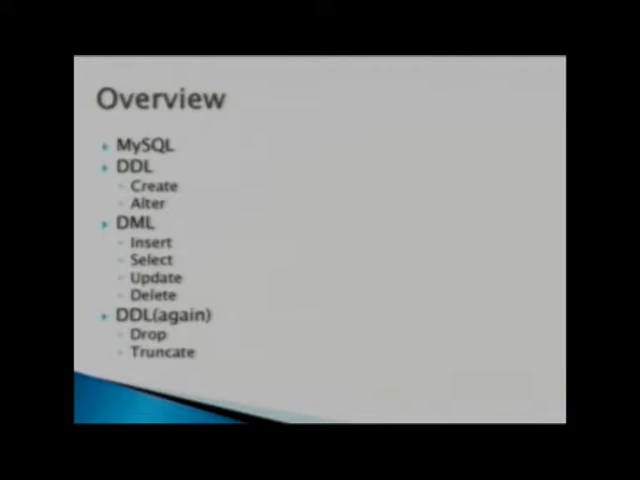 Overview
MySQL
DDL
Create
Alter
DML
Insert
Select
Update
Delete
DDL(again)
Drop
Truncate